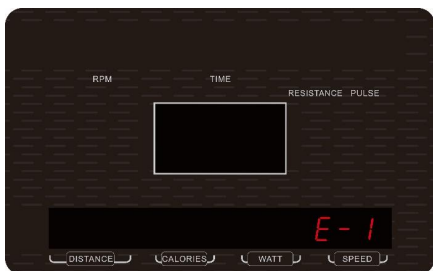 RPM TIME
RESISTANCE PULSE
E-1
DISTANCE CALORIES WATT SPEED